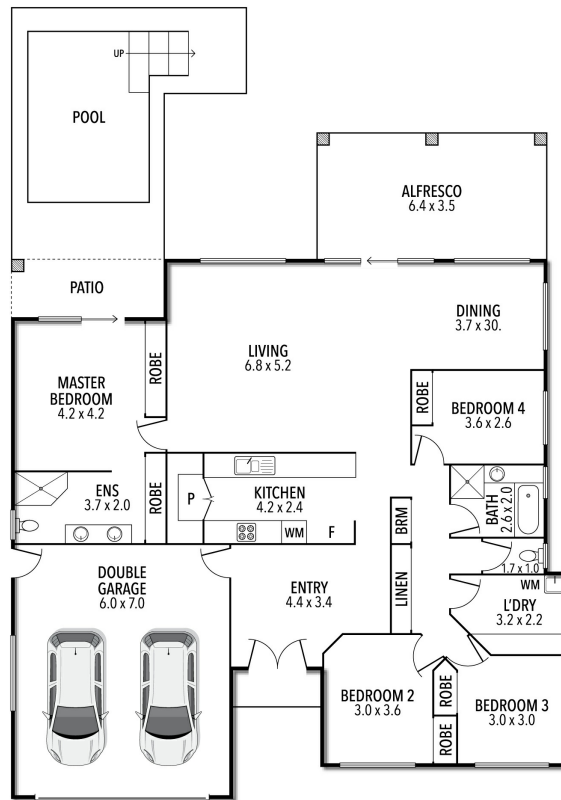 UP
POOL
ALFRESCO
6.4 x 3.5
PATIO
DINING
3.7 x 30.
LIVING
6.8 x 5.2
ROBE
MASTER
BEDROOM
4.2 x 4.2
ROBE
BEDROOM 4
3.6 x 2.6
ENS
3.7 x 2.0
ROBE
P
KITCHEN
4.2 x 2.4
WM
F
BRM
BATH
2.6 x 2.0
1.7 x 1.0
DOUBLE
GARAGE
6.0 x 7.0
ENTRY
4.4 x 3.4
LINEN
WM
L'DRY
3.2 x 2.2
BEDROOM 2
3.0 x 3.6
ROBE
ROBE
BEDROOM 3
3.0 x 3.0